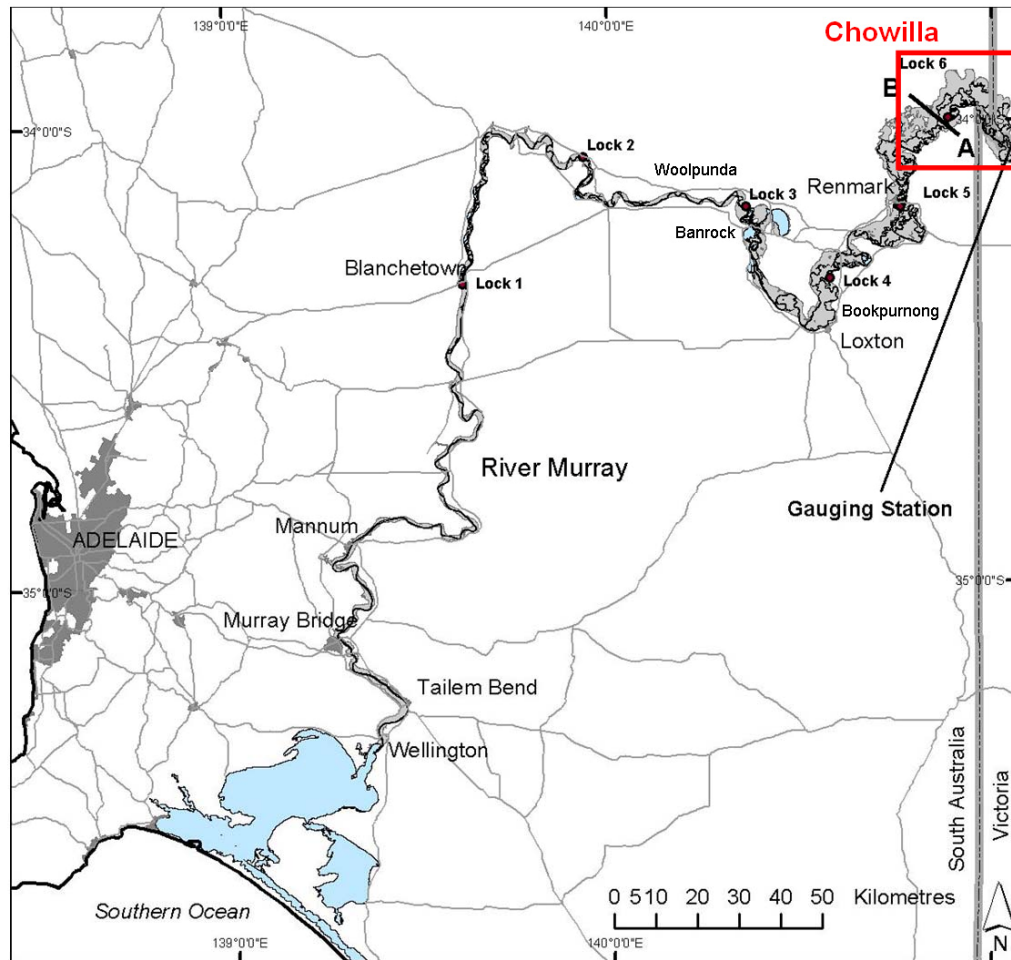 139°0'0"E
140°0'0"E
Chowilla
Lock 6
B
34°0'0"S
34°0'0"S
A
Lock 2
Woolpunda
Renmark
Lock 3
Lock 5
Banrock
Blanchetown
Lock 1
Lock 4
Bookpurnong
Loxton
River Murray
Gauging Station
Mannum
ADELAIDE
35°0'0"S
35°0'0"S
Murray Bridge
Tailem Bend
Wellington
South Australia
Victoria
0 5 10 20 30 40 50 Kilometres
Southern Ocean
N
139°0'0"E
140°0'0"E